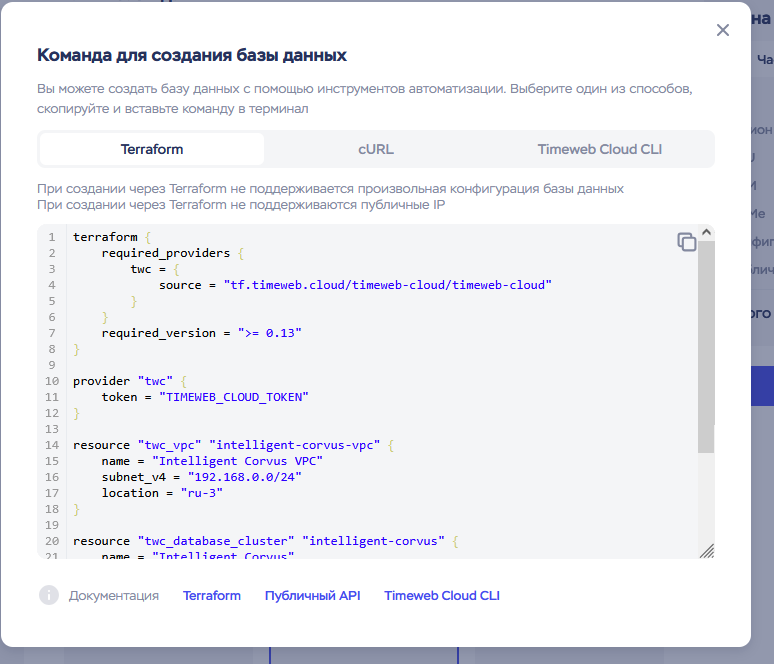 Команда для создания базы данных
Вы можете создать базу данных с помощью инструментов автоматизации. Выберите один из способов,
скопируйте и вставьте команду в терминал
Terraform cURL Timeweb Cloud CLI
При создании через Terraform не поддерживается произвольная конфигурация базы данных
При создании через Terraform не поддерживаются публичные IP
1 terraform {
2 required_providers {
3 twc = {
4 source = "tf.timeweb.cloud/timeweb-cloud/timeweb-cloud"
5 }
6 }
7 required_version = ">= 0.13"
8 }
9
10 provider "twc" {
11 token = "TIMEWEB_CLOUD_TOKEN"
12 }
13
14 resource "twc_vpc" "intelligent-corvus-vpc" {
15 name = "Intelligent Corvus VPC"
16 subnet_v4 = "192.168.0.0/24"
17 location = "ru-3"
18 }
19
20 resource "twc_database_cluster" "intelligent-corvus" {
21 name = "Intelligent Corvus"
Документация Terraform Публичный API Timeweb Cloud CLI